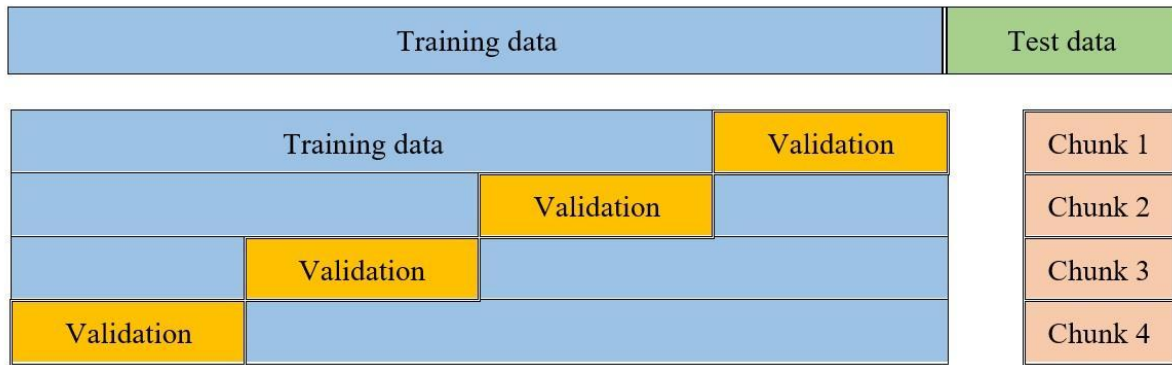 Training data Test data
Training data Validation Chunk 1
Validation Chunk 2
Validation Chunk 3
Validation Chunk 4